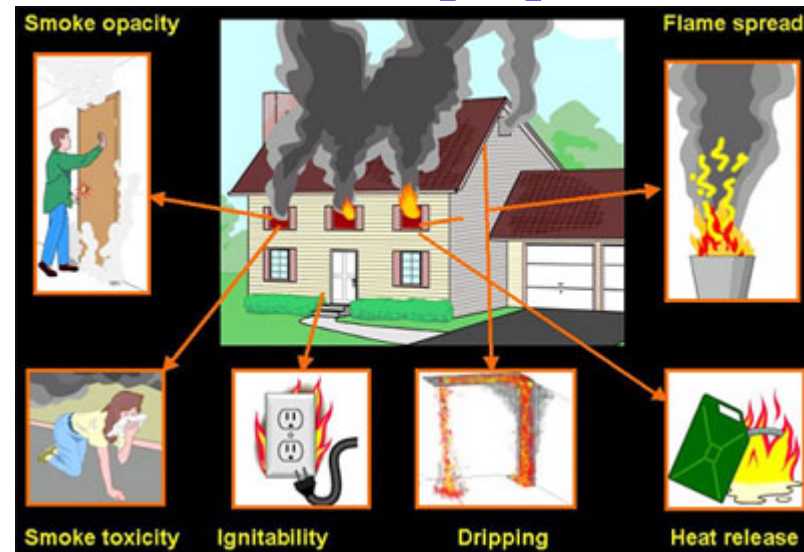 Smoke opacity
Flame spread
Smoke toxicity
Ignitability
Dripping
Heat release